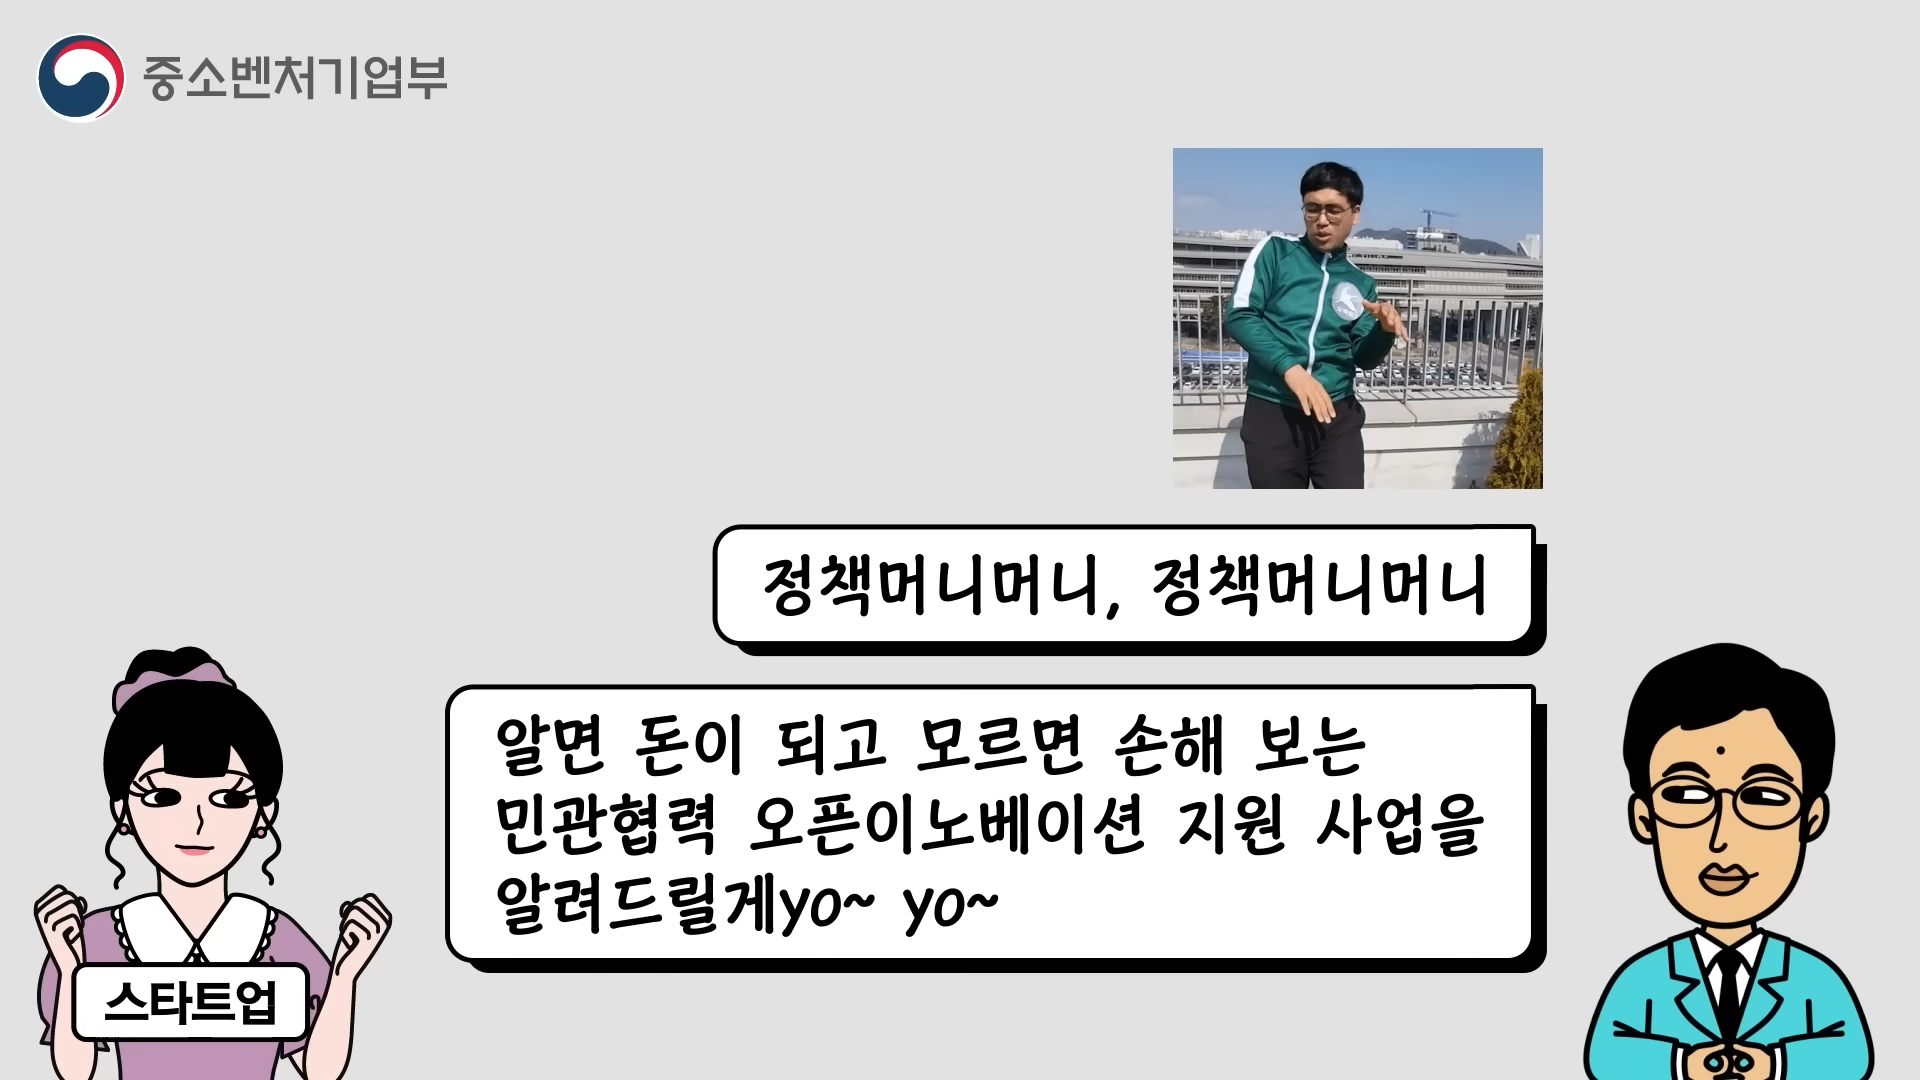 중소벤처기업부
정책머니머니, 정책머니머니
알면 돈이 되고 모르면 손해 보는
민관협력 오픈이노베이션 지원 사업을
알려드릴게yo~ yo~
스타트업